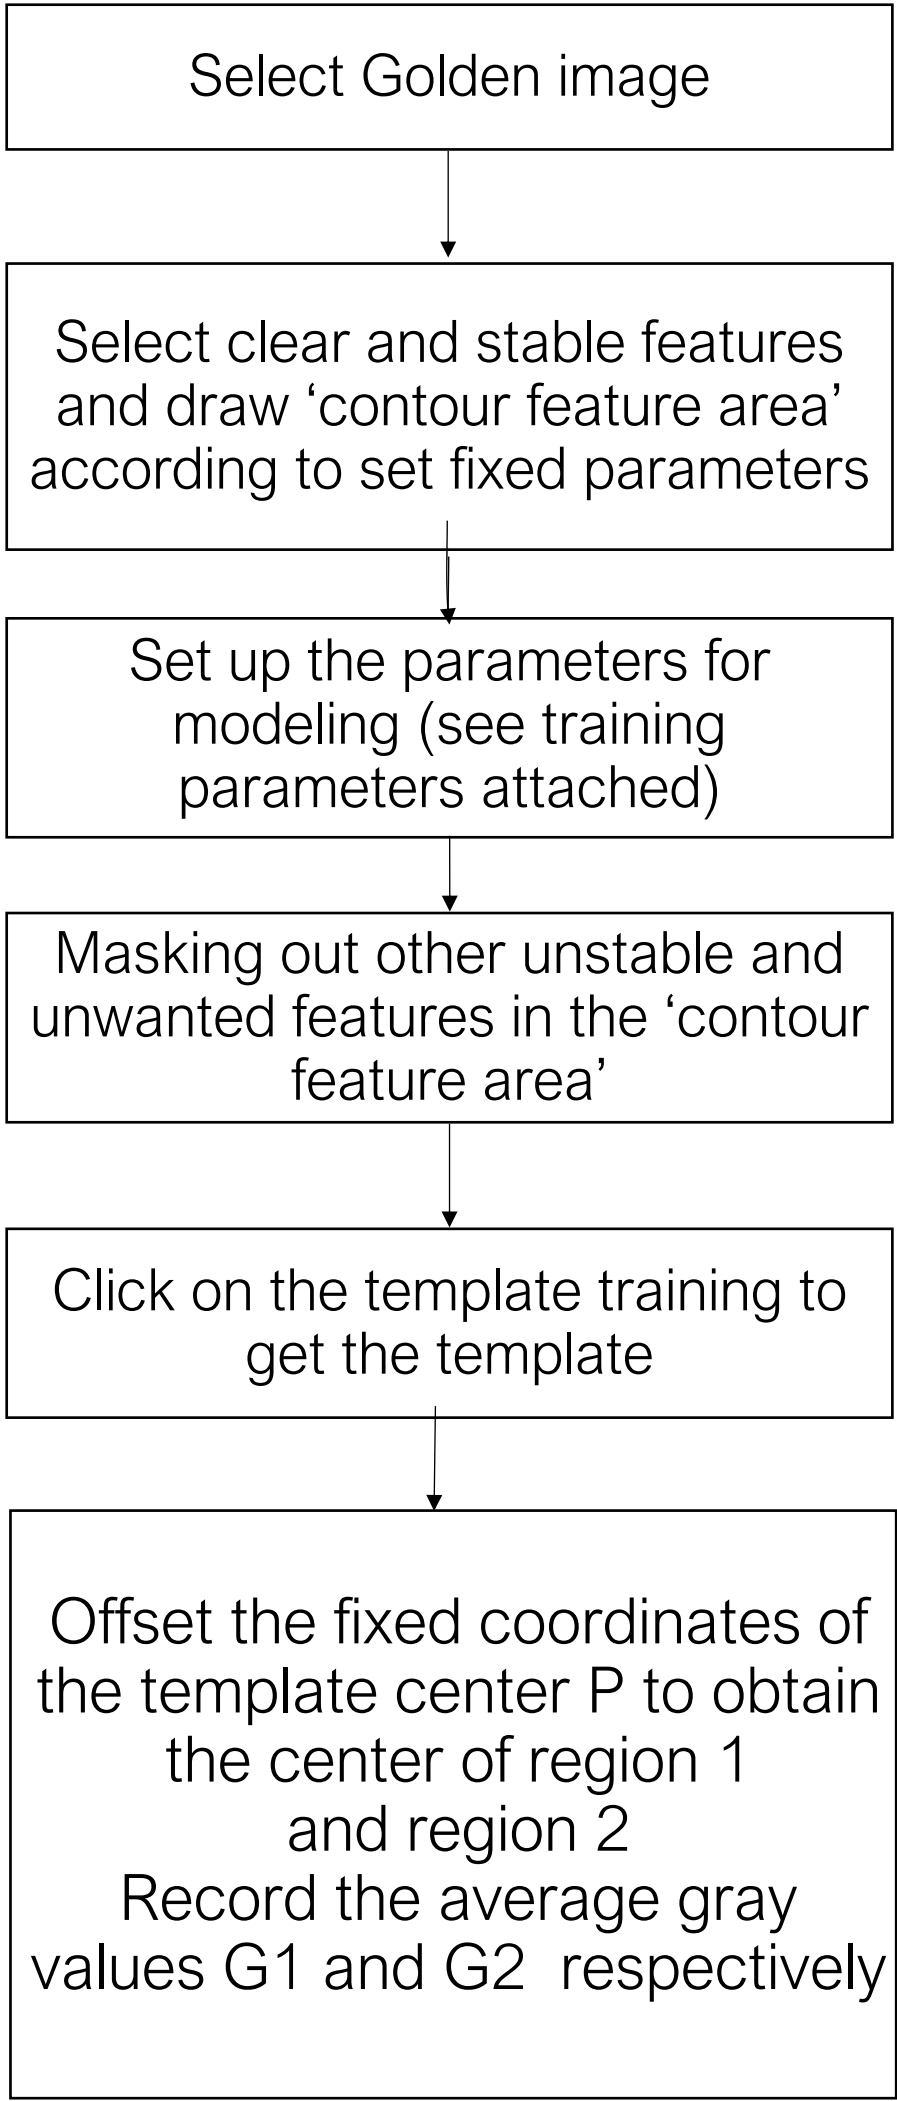 Select Golden image
Select clear and stable features
and draw ‘contour feature area’
according to set fixed parameters
Set up the parameters for
modeling (see training
parameters attached)
Masking out other unstable and
unwanted features in the ‘contour
feature area’
Click on the template training to
get the template
Offset the fixed coordinates of
the template center P to obtain
the center of region 1
and region 2
Record the average gray
values G1 and G2  respectively